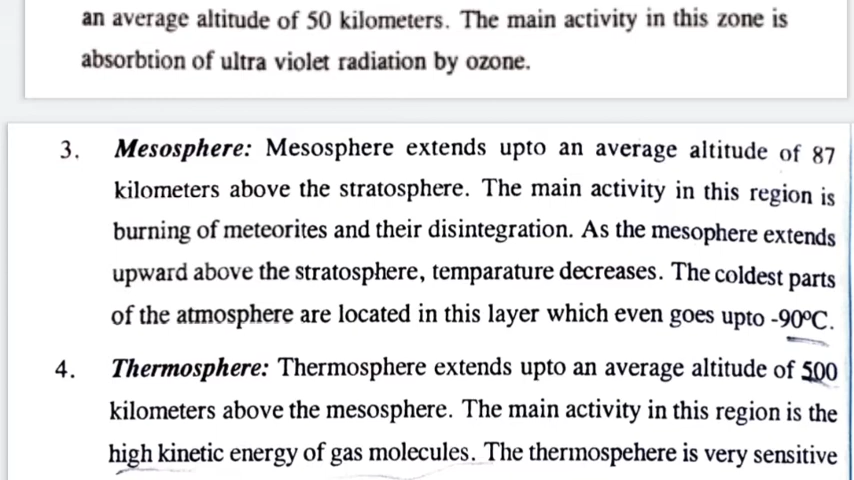 an average altitude of 50 kilometers. The main activity in this zone is
absorbtion of ultra violet radiation by ozone.
3. Mesosphere: Mesosphere extends upto an average altitude of 87
kilometers above the stratosphere. The main activity in this region is
burning of meteorites and their disintegration. As the mesophere extends
upward above the stratosphere, temparature decreases. The coldest parts
of the atmosphere are located in this layer which even goes upto -90ºC.
4. Thermosphere: Thermosphere extends upto an average altitude of 500
kilometers above the mesosphere. The main activity in this region is the
high kinetic energy of gas molecules. The thermospehere is very sensitive